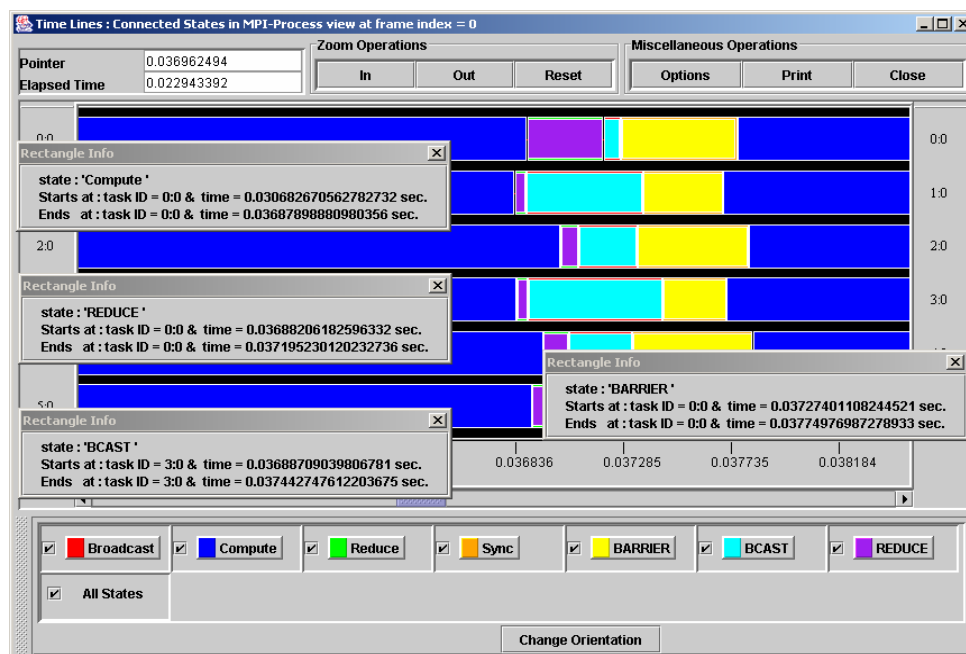 Time Lines : Connected States in MPI-Process view at frame index = 0
Pointer 0.036962494
Elapsed Time 0.022943392
Zoom Operations
In Out Reset
Miscellaneous Operations
Options Print Close
0:0 0:0
Rectangle Info
state : 'Compute '
Starts at : task ID = 0:0 & time = 0.030682670562782732 sec.
Ends at : task ID = 0:0 & time = 0.03687898880980356 sec.
1:0
2:0 2:0
Rectangle Info
state : 'REDUCE '
Starts at : task ID = 0:0 & time = 0.03688206182596332 sec.
Ends at : task ID = 0:0 & time = 0.037195230120232736 sec.
3:0
Rectangle Info
state : 'BARRIER '
Starts at : task ID = 0:0 & time = 0.03727401108244521 sec.
Ends at : task ID = 0:0 & time = 0.03774976987278933 sec.
5:0
Rectangle Info
state : 'BCAST '
Starts at : task ID = 3:0 & time = 0.03688709039806781 sec.
Ends at : task ID = 3:0 & time = 0.037442747612203675 sec.
0.036836 0.037285 0.037735 0.038184
Broadcast Compute Reduce Sync BARRIER BCAST REDUCE
All States
Change Orientation